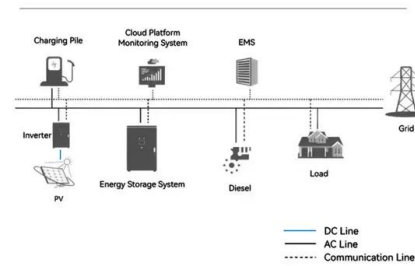 Charging Pile
Cloud Platform
Monitoring System
EMS
Grid
Inverter
PV
Energy Storage System
Diesel
Load
DC Line
AC Line
Communication Line